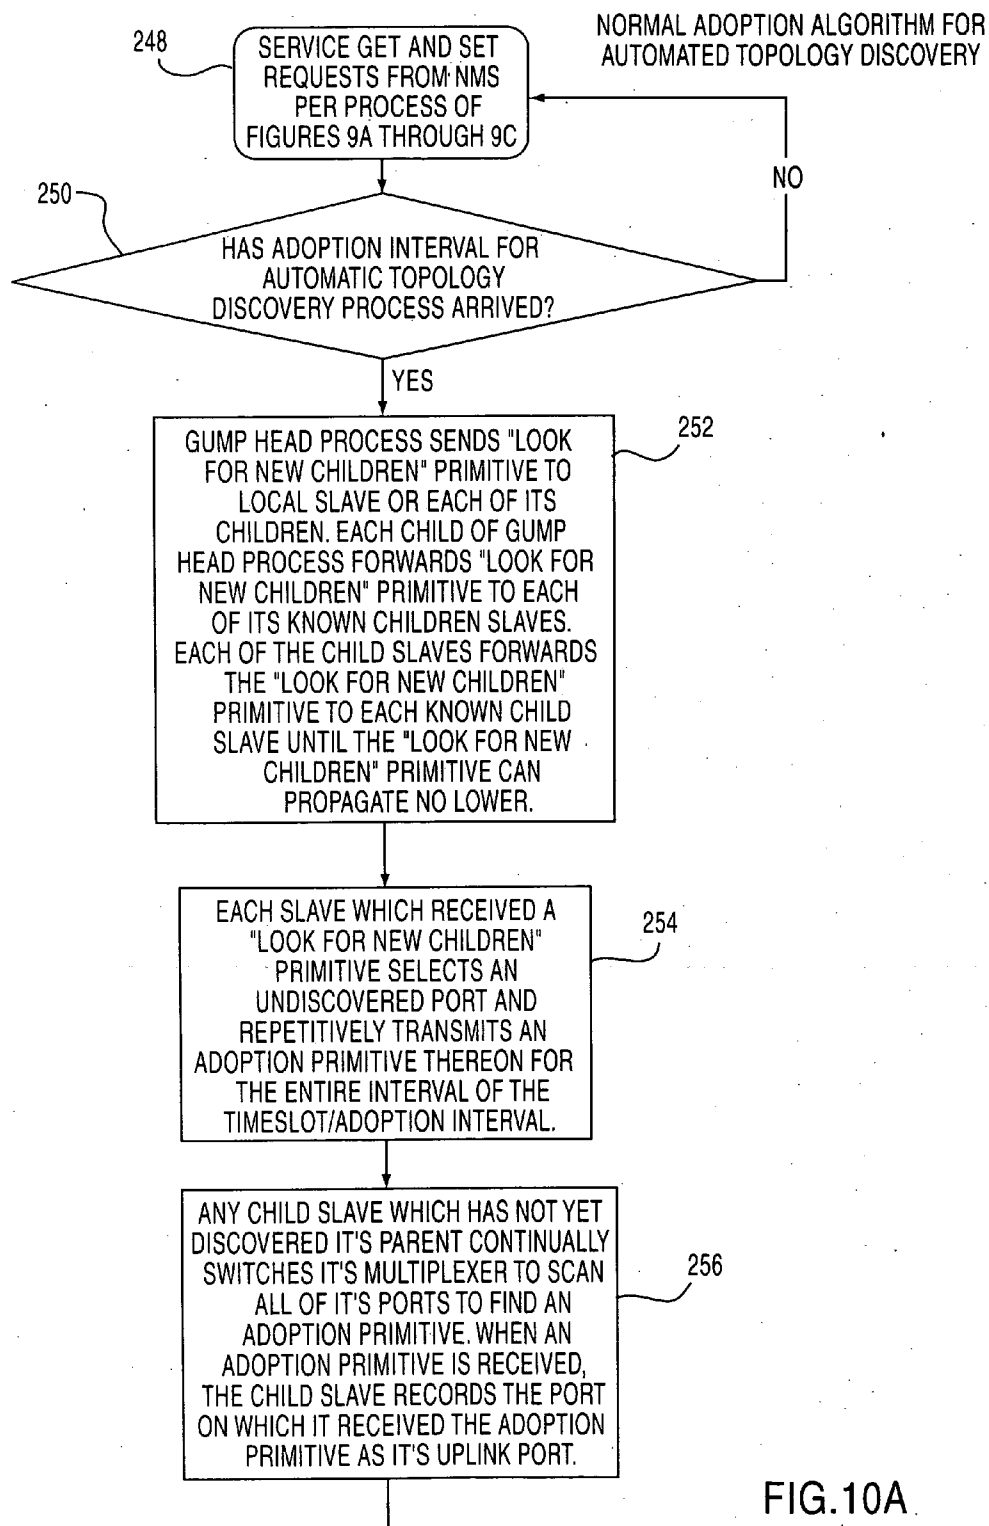 NORMAL ADOPTION ALGORITHM FOR
AUTOMATED TOPOLOGY DISCOVERY
248
SERVICE GET AND SET
REQUESTS FROM NMS
PER PROCESS OF
FIGURES 9A THROUGH 9C
NO
250
HAS ADOPTION INTERVAL FOR
AUTOMATIC TOPOLOGY
DISCOVERY PROCESS ARRIVED?
YES
252
GUMP HEAD PROCESS SENDS "LOOK
FOR NEW CHILDREN" PRIMITIVE TO
LOCAL SLAVE OR EACH OF ITS
CHILDREN. EACH CHILD OF GUMP
HEAD PROCESS FORWARDS "LOOK FOR
NEW CHILDREN" PRIMITIVE TO EACH
OF ITS KNOWN CHILDREN SLAVES.
EACH OF THE CHILD SLAVES FORWARDS
THE "LOOK FOR NEW CHILDREN"
PRIMITIVE TO EACH KNOWN CHILD
SLAVE UNTIL THE "LOOK FOR NEW
CHILDREN" PRIMITIVE CAN
PROPAGATE NO LOWER.
254
EACH SLAVE WHICH RECEIVED A
"LOOK FOR NEW CHILDREN"
PRIMITIVE SELECTS AN
UNDISCOVERED PORT AND
REPETITIVELY TRANSMITS AN
ADOPTION PRIMITIVE THEREON FOR
THE ENTIRE INTERVAL OF THE
TIMESLOT/ADOPTION INTERVAL.
256
ANY CHILD SLAVE WHICH HAS NOT YET
DISCOVERED IT'S PARENT CONTINUALLY
SWITCHES IT'S MULTIPLEXER TO SCAN
ALL OF IT'S PORTS TO FIND AN
ADOPTION PRIMITIVE. WHEN AN
ADOPTION PRIMITIVE IS RECEIVED,
THE CHILD SLAVE RECORDS THE PORT
ON WHICH IT RECEIVED THE ADOPTION
PRIMITIVE AS IT'S UPLINK PORT.
FIG.10A